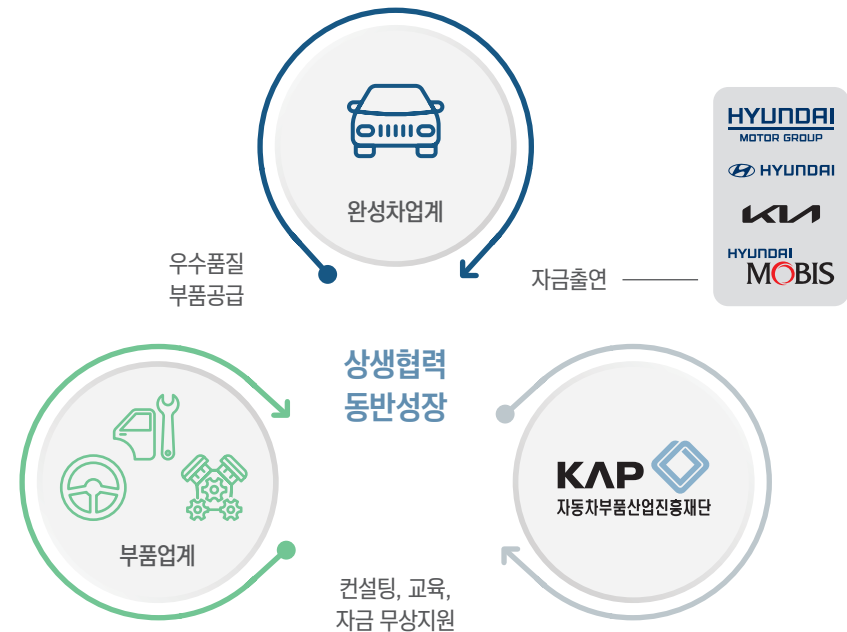 완성차업계
HYUNDAI
MOTOR GROUP
HYUNDAI
KIA
HYUNDAI
MOBIS
우수품질
부품공급
자금출연
상생협력
동반성장
부품업계
KAP
자동차부품산업진흥재단
컨설팅, 교육,
자금 무상지원